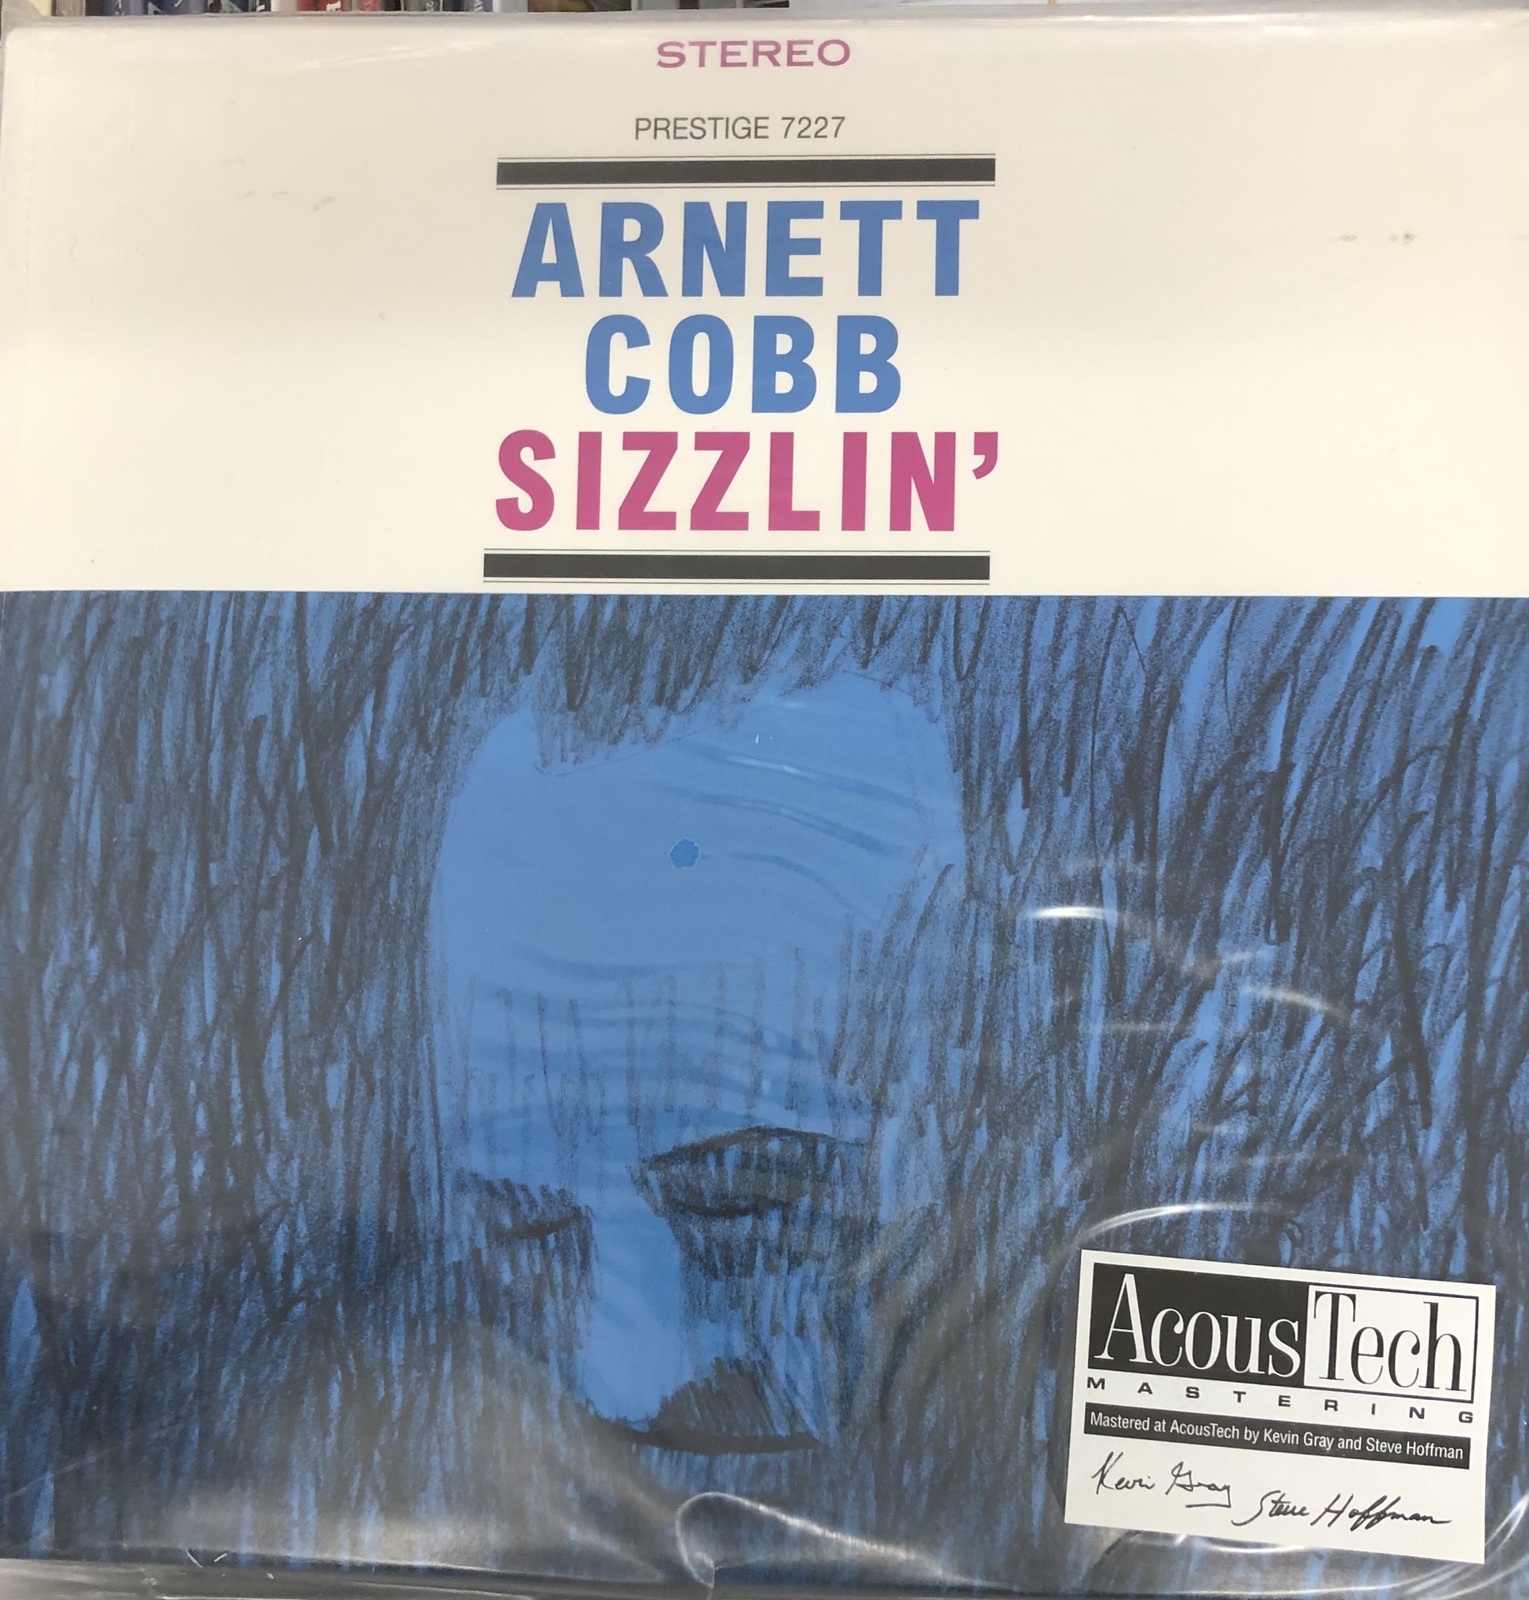 STEREO
PRESTIGE 7227
ARNETT
COBB
SIZZLIN’
AcousTech
MASTERING
Mastered at AcousTech by Kevin Gray and Steve Hoffman
Kevin Gray Steve Hoffman